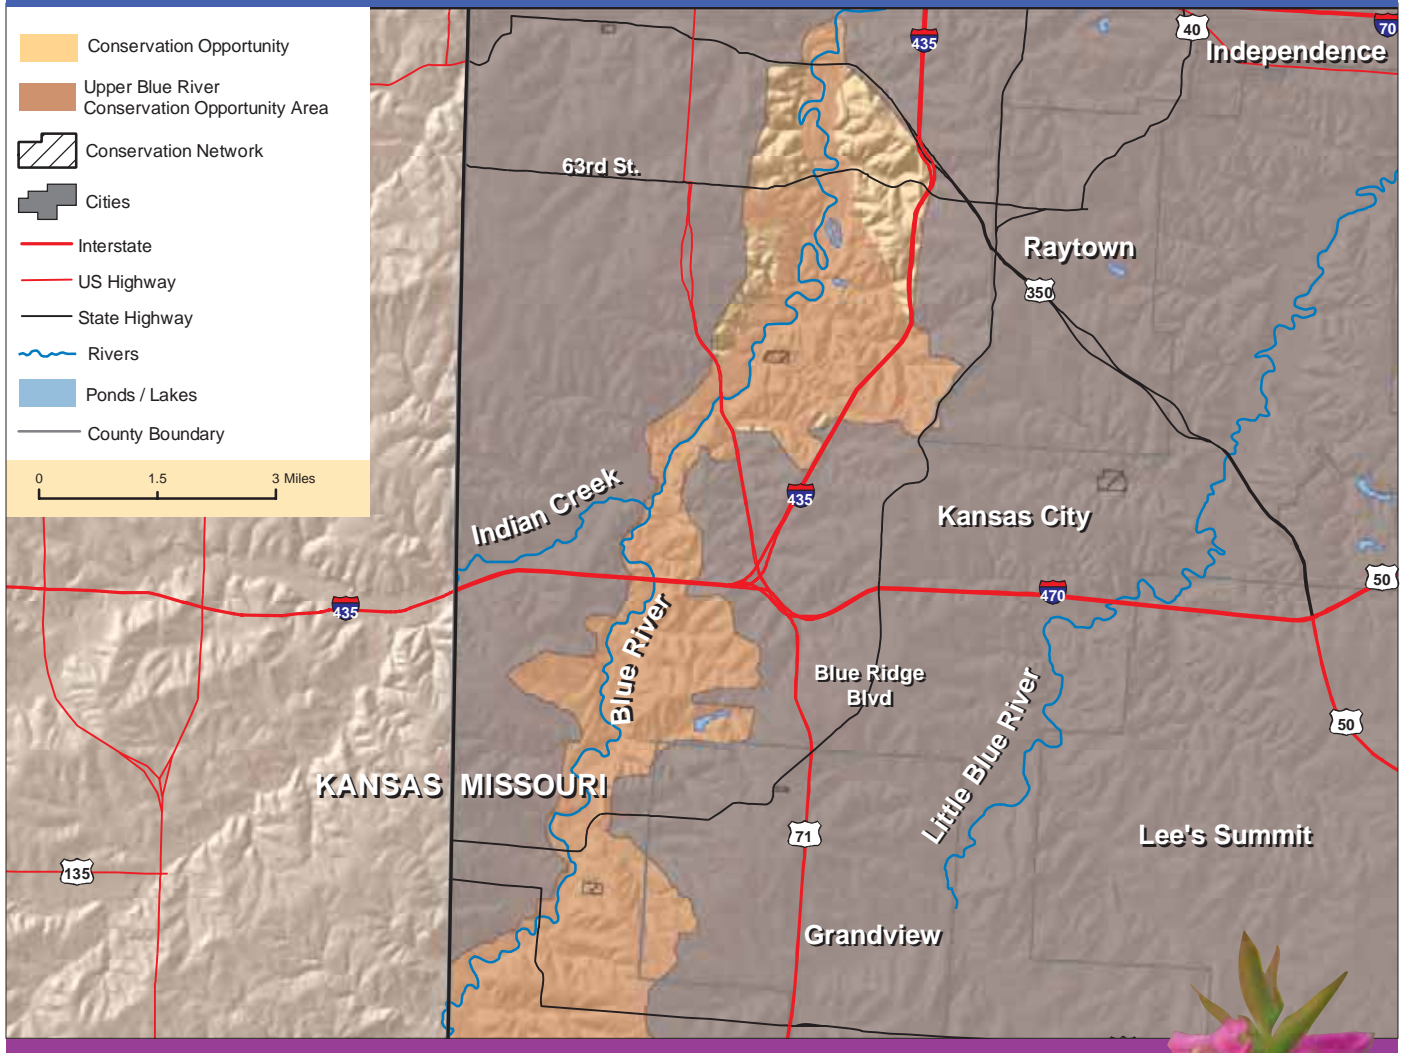 Conservation Opportunity
Upper Blue River
Conservation Opportunity Area
Conservation Network
Cities
Interstate
US Highway
State Highway
Rivers
Ponds / Lakes
County Boundary
0 1.5 3 Miles
435
40
70
Independence
63rd St.
Raytown
350
Indian Creek
435
Kansas City
50
435
470
Blue River
Blue Ridge
Blvd
Little Blue River
50
KANSAS MISSOURI
71
Lee's Summit
135
Grandview